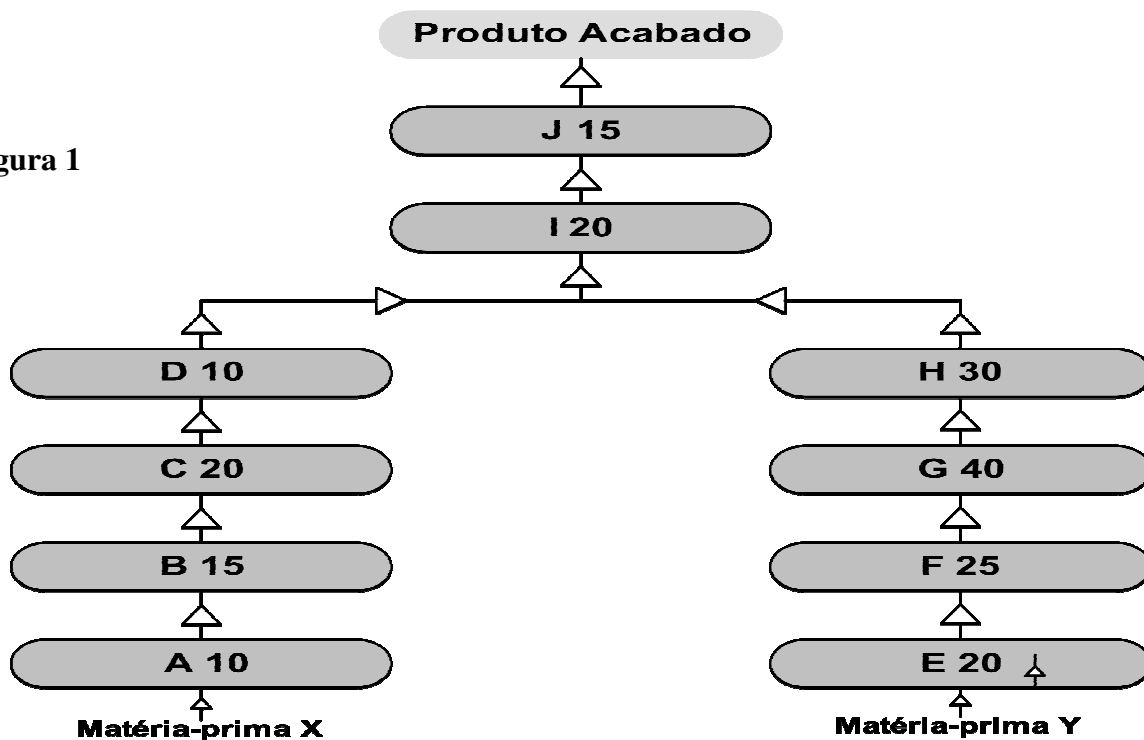 Produto Acabado
J 15
gura 1
I 20
D 10
H 30
C 20
G 40
B 15
F 25
A 10
E 20
Matéria-prima X
Matéria-prima Y